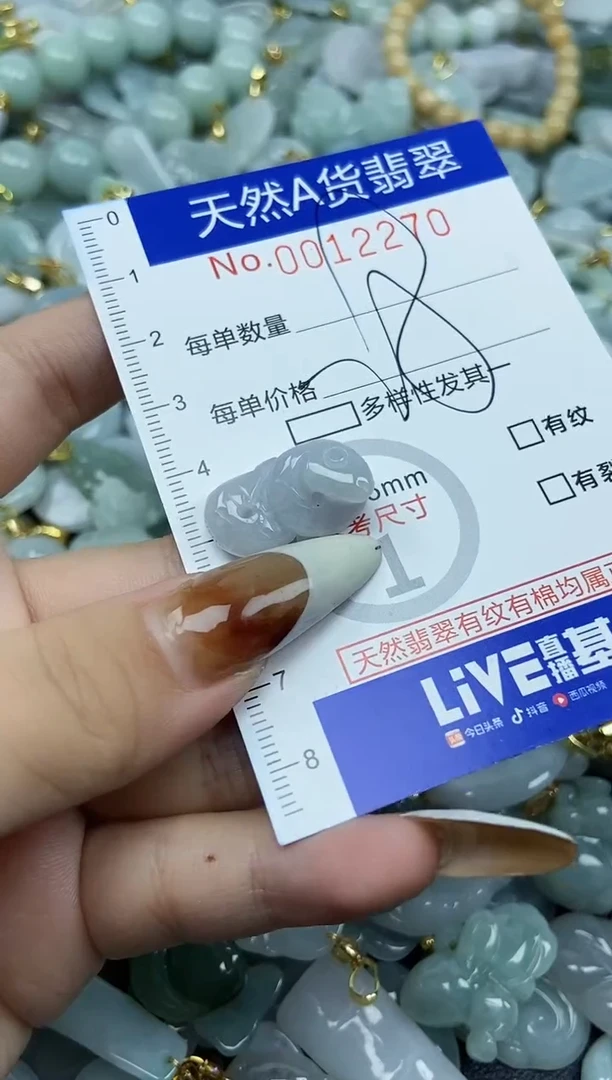 天然A货翡翠
No.0012270
0
1
2
3
4
7
8
每单数量
每单价格
多样性发其一
有纹
有裂
mm
考尺寸
1
天然翡翠有纹有棉均属
LiVE直播基
今日头条 抖音 西瓜视频